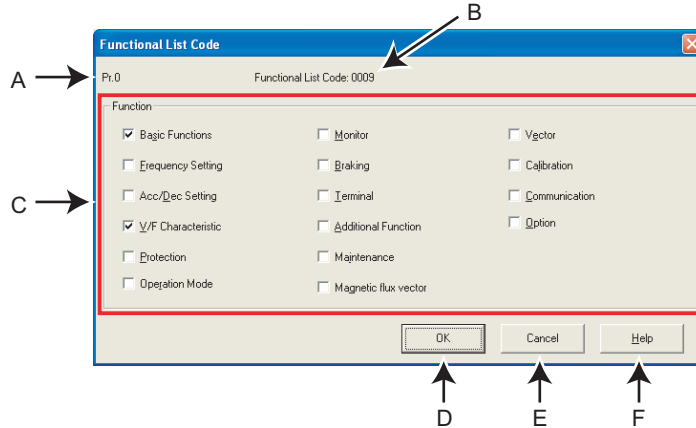 B
Functional List Code
A
Pr.0 Functional List Code: 0009
Function
Basic Functions Monitor Vector
Frequency Setting Braking Calibration
C
Acc/Dec Setting Terminal Communication
V/F Characteristic Additional Function Option
Protection Maintenance
Operation Mode Magnetic flux vector
OK Cancel Help
D E F